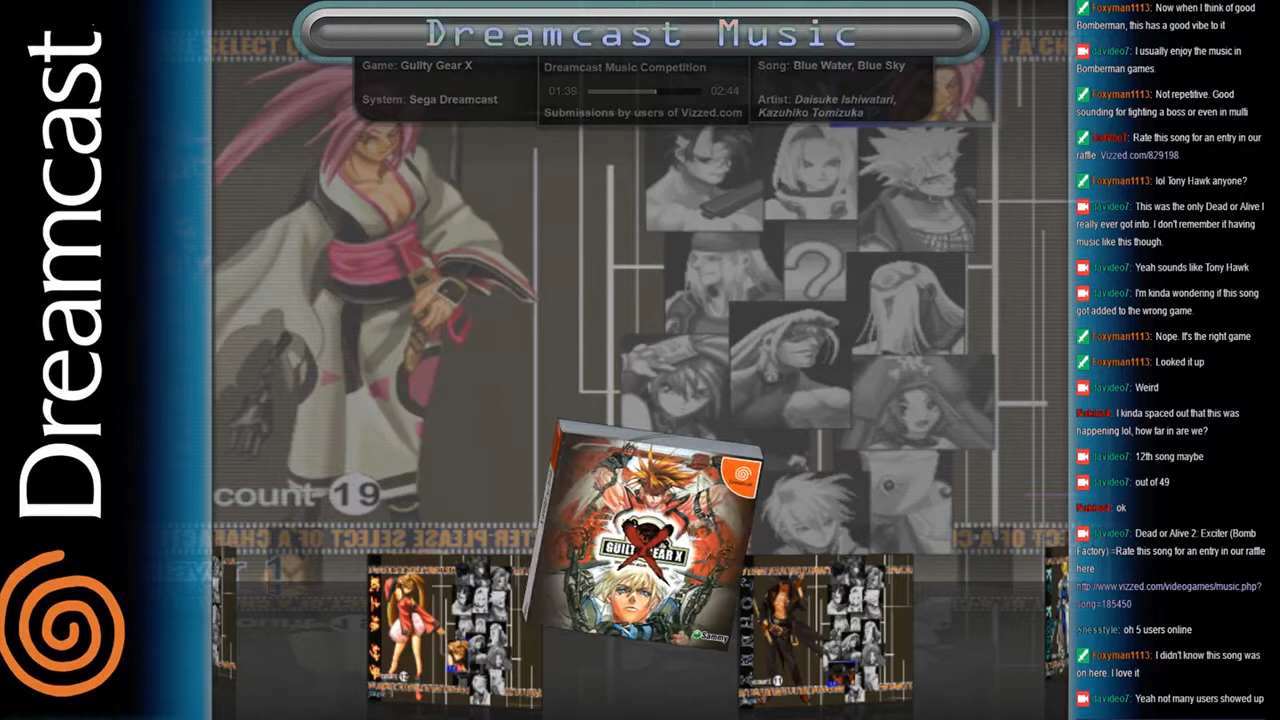 Dreamcast
Dreamcast Music
Game: Guilty Gear X
System: Sega Dreamcast
Dreamcast Music Competition
01:39
02:44
Submissions by users of Vizzed.com
Song: Blue Water, Blue Sky
Artist: Daisuke Ishiwatari,
Kazuhiko Tomizuka
count 19
GUILTY GEAR X
Dreamcast
Sammy
Foxyman1113: Now when I think of good
Bomberman, this has a good vibe to it
davideo7: I usually enjoy the music in
Bomberman games.
Foxyman1113: Not repetitive. Good
sounding for fighting a boss or even in multi
Rate this song for an entry in our
raffle Vizzed.com/829198
Foxyman1113: lol Tony Hawk anyone?
davideo7: This was the only Dead or Alive I
really ever got into. I don't remember it having
music like this though.
davideo7: Yeah sounds like Tony Hawk
davideo7: I'm kinda wondering if this song
got added to the wrong game.
Foxyman1113: Nope. It's the right game
Foxyman1113: Looked it up
davideo7: Weird
I kinda spaced out that this was
happening lol, how far in are we?
davideo7: 12th song maybe
davideo7: out of 49
ok
davideo7: Dead or Alive 2: Exciter (Bomb
Factory) =Rate this song for an entry in our raffle
here
http://www.vizzed.com/videogames/music.php?
song=185450
Snesstyle: oh 5 users online
Foxyman1113: I didn't know this song was
on here. I love it
davideo7: Yeah not many users showed up